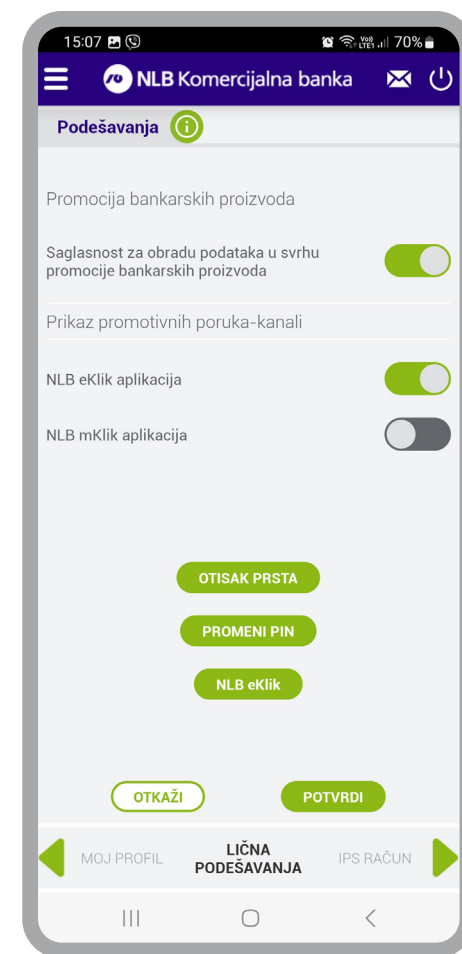 15:07 70%
NLB Komercijalna banka
Podešavanja
Promocija bankarskih proizvoda
Saglasnost za obradu podataka u svrhu
promocije bankarskih proizvoda
Prikaz promotivnih poruka-kanali
NLB eKlik aplikacija
NLB mKlik aplikacija
OTISAK PRSTA
PROMENI PIN
NLB eKlik
OTKAŽI POTVRDI
MOJ PROFIL LIČNA PODEŠAVANJA IPS RAČUN